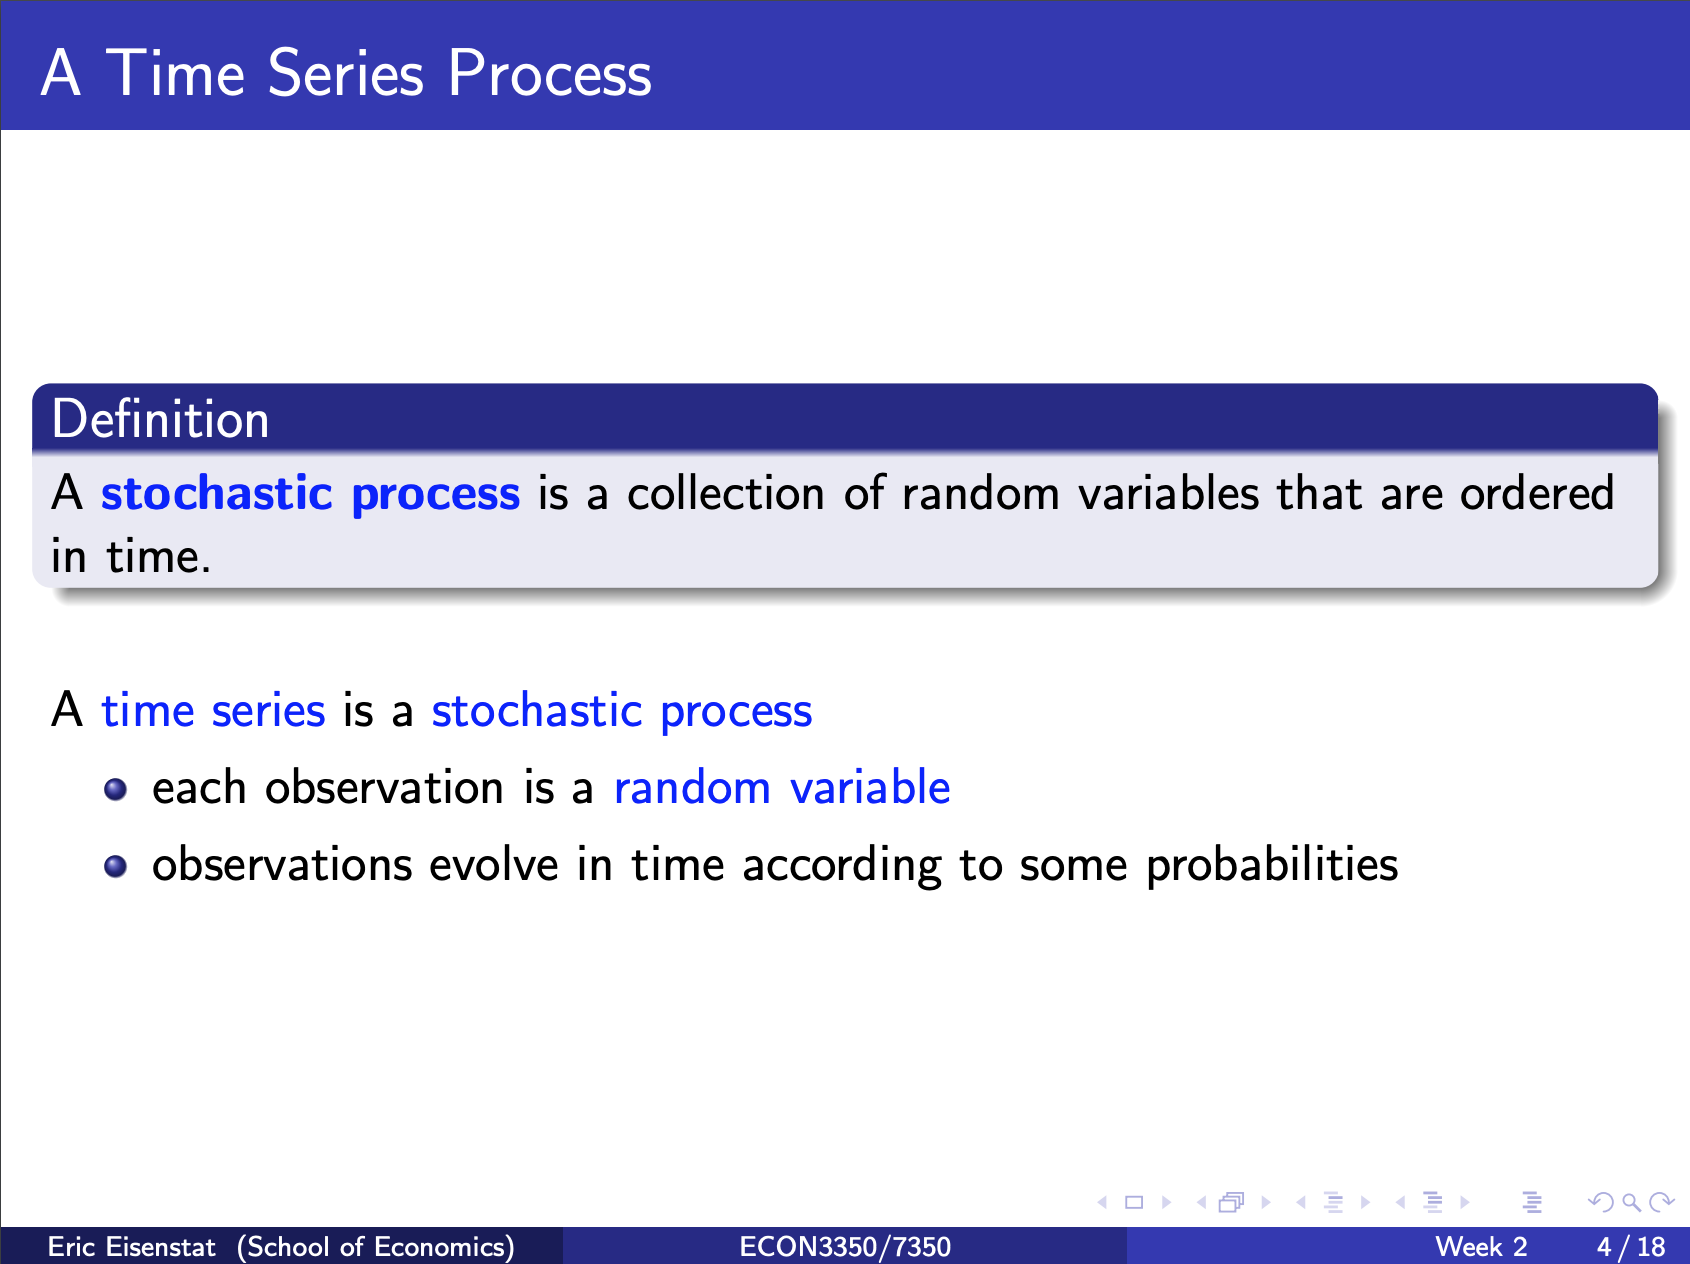 A Time Series Process
Definition
A stochastic process is a collection of random variables that are ordered
in time.
A time series is a stochastic process
each observation is a random variable
observations evolve in time according to some probabilities
Eric Eisenstat (School of Economics) ECON3350/7350 Week 2 4 / 18